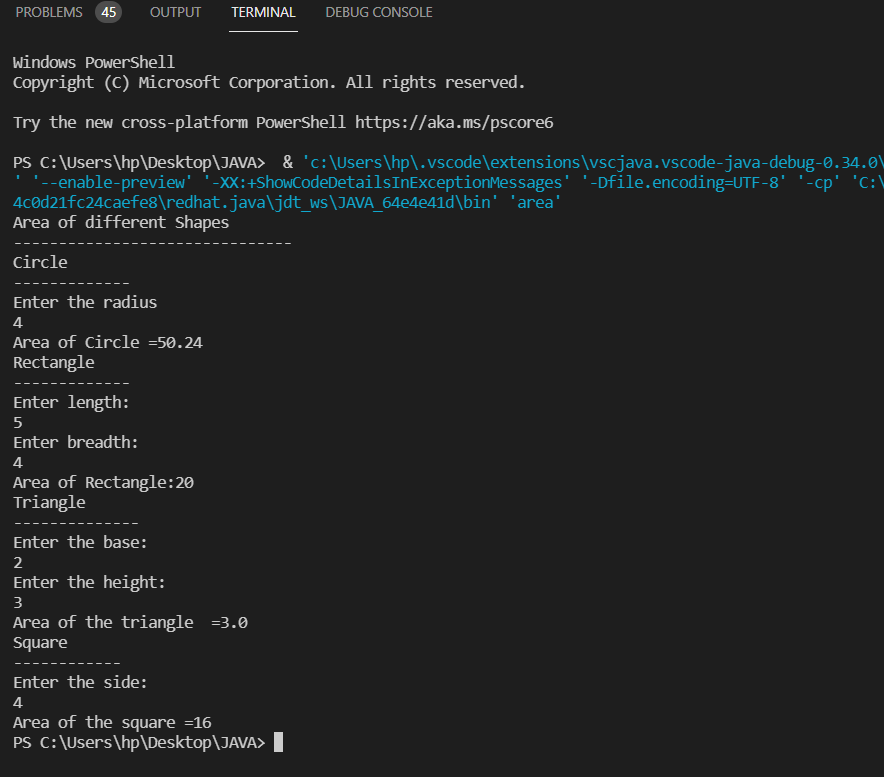 PROBLEMS 45 OUTPUT TERMINAL DEBUG CONSOLE
Windows PowerShell
Copyright (C) Microsoft Corporation. All rights reserved.
Try the new cross-platform PowerShell https://aka.ms/pscore6
PS C:\Users\hp\Desktop\JAVA>  & 'c:\Users\hp\.vscode\extensions\vscjava.vscode-java-debug-0.34.0\
' '--enable-preview' '-XX:+ShowCodeDetailsInExceptionMessages' '-Dfile.encoding=UTF-8' '-cp' 'C:\
4c0d21fc24caefe8\redhat.java\jdt_ws\JAVA_64e4e41d\bin' 'area'
Area of different Shapes
-------------------------------
Circle
-------------
Enter the radius
4
Area of Circle =50.24
Rectangle
-------------
Enter length:
5
Enter breadth:
4
Area of Rectangle:20
Triangle
--------------
Enter the base:
2
Enter the height:
3
Area of the triangle  =3.0
Square
------------
Enter the side:
4
Area of the square =16
PS C:\Users\hp\Desktop\JAVA>